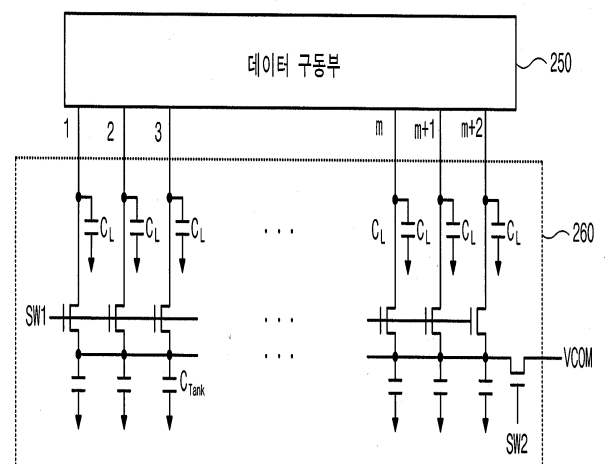 데이터 구동부
250
1
2
3
m
m+1
m+2
C_L C_L C_L
. . .
C_L C_L C_L
260
SW1
. . .
. . .
C_Tank
VCOM
SW2